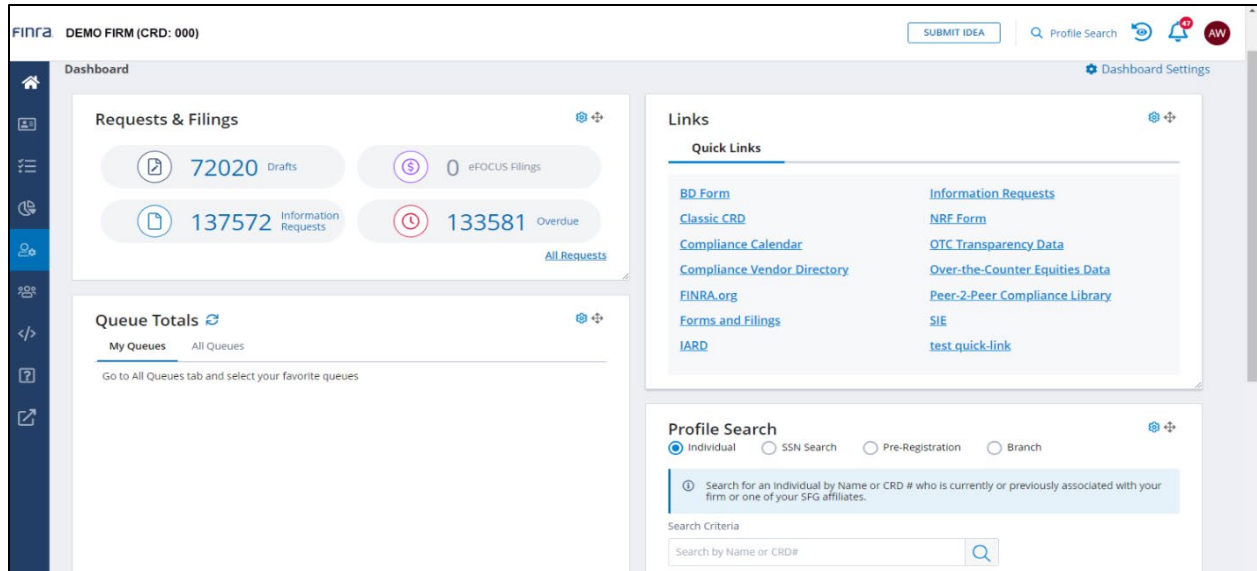 FINRA DEMO FIRM (CRD: 000)
SUBMIT IDEA
Profile Search
47
AW
Dashboard
Dashboard Settings
Requests & Filings
72020 Drafts
0 eFOCUS Filings
137572 Information Requests
133581 Overdue
All Requests
Queue Totals
My Queues All Queues
Go to All Queues tab and select your favorite queues
Links
Quick Links
BD Form
Classic CRD
Compliance Calendar
Compliance Vendor Directory
FINRA.org
Forms and Filings
IARD
Information Requests
NRF Form
OTC Transparency Data
Over-the-Counter Equities Data
Peer-2-Peer Compliance Library
SIE
test quick-link
Profile Search
Individual SSN Search Pre-Registration Branch
Search for an Individual by Name or CRD # who is currently or previously associated with your
firm or one of your SFG affiliates.
Search Criteria
Search by Name or CRD#